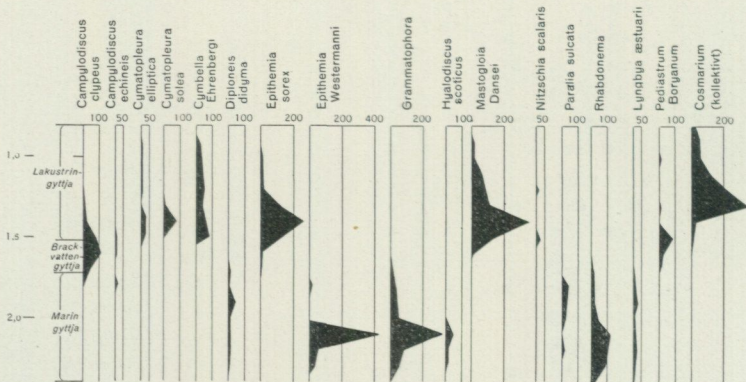 Campylodiscus
clypeus
Campylodiscus
echineis
Cymatopleura
elliptica
Cymatopleura
solea
Cymbella
Ehrenbergi
Diploneis
didyma
Epithemia
sorex
Epithemia
Westermanni
Grammatophora
Hyalodiscus
scoticus
Mastogloia
Dansei
Nitzschia scalaris
Paralia sulcata
Rhabdonema
Lyngbya æstuarii
Pediastrum
Boryanum
Cosmarium
(kollektivt)
100 50 50 100 100 100 200 200 400 200 100 200 50 100 100 50 100 200
1,0
Lakustrin-
gyttja
1,5
Brack-
vatten-
gyttja
2,0
Marin
gyttja